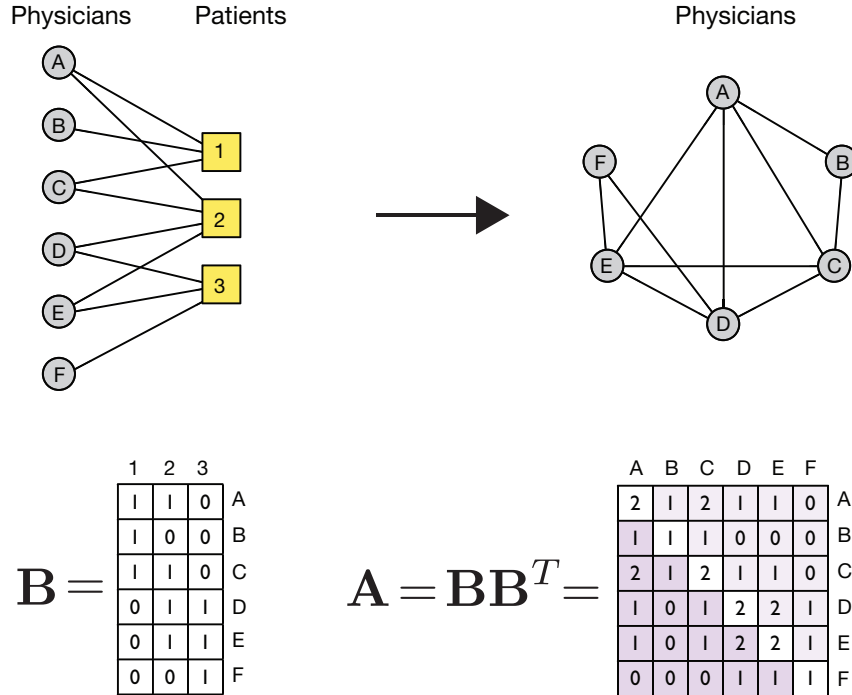 Physicians Patients Physicians
A
B
C
D
E
F
1
2
3
A
B
C
D
E
F
1 2 3
1 1 0 A
1 0 0 B
1 1 0 C
0 1 1 D
0 1 1 E
0 0 1 F
B =
A = BB^T =
A B C D E F
2 1 2 1 1 0 A
1 1 1 0 0 0 B
2 1 2 1 1 0 C
1 0 1 2 2 1 D
1 0 1 2 2 1 E
0 0 0 1 1 1 F